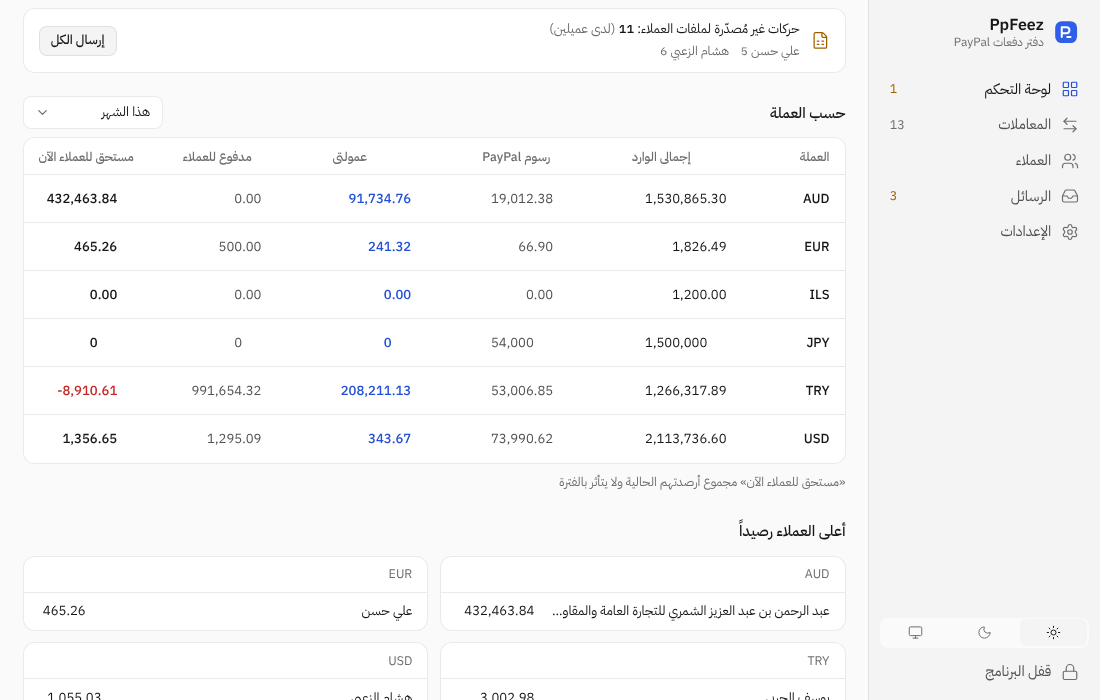 PpFeez
دفتر دفعات PayPal
لوحة التحكم 1
المعاملات 13
العملاء
الرسائل 3
الإعدادات
قفل البرنامج
حركات غير مُصدّرة لملفات العملاء: 11 (لدى عميلين)
علي حسن 5 هشام الزعبي 6
إرسال الكل
حسب العملة
هذا الشهر
العملة إجمالي الوارد رسوم PayPal عمولتي مدفوع للعملاء مستحق للعملاء الآن
AUD 1,530,865.30 19,012.38 91,734.76 0.00 432,463.84
EUR 1,826.49 66.90 241.32 500.00 465.26
ILS 1,200.00 0.00 0.00 0.00 0.00
JPY 1,500,000 54,000 0 0 0
TRY 1,266,317.89 53,006.85 208,211.13 991,654.32 -8,910.61
USD 2,113,736.60 73,990.62 343.67 1,295.09 1,356.65
«مستحق للعملاء الآن» مجموع أرصدتهم الحالية ولا يتأثر بالفترة
أعلى العملاء رصيداً
AUD
عبد الرحمن بن عبد العزيز الشمري للتجارة العامة والمقاو... 432,463.84
EUR
علي حسن 465.26
TRY
3,002.98
USD
هشام الزعبي 1,055.03